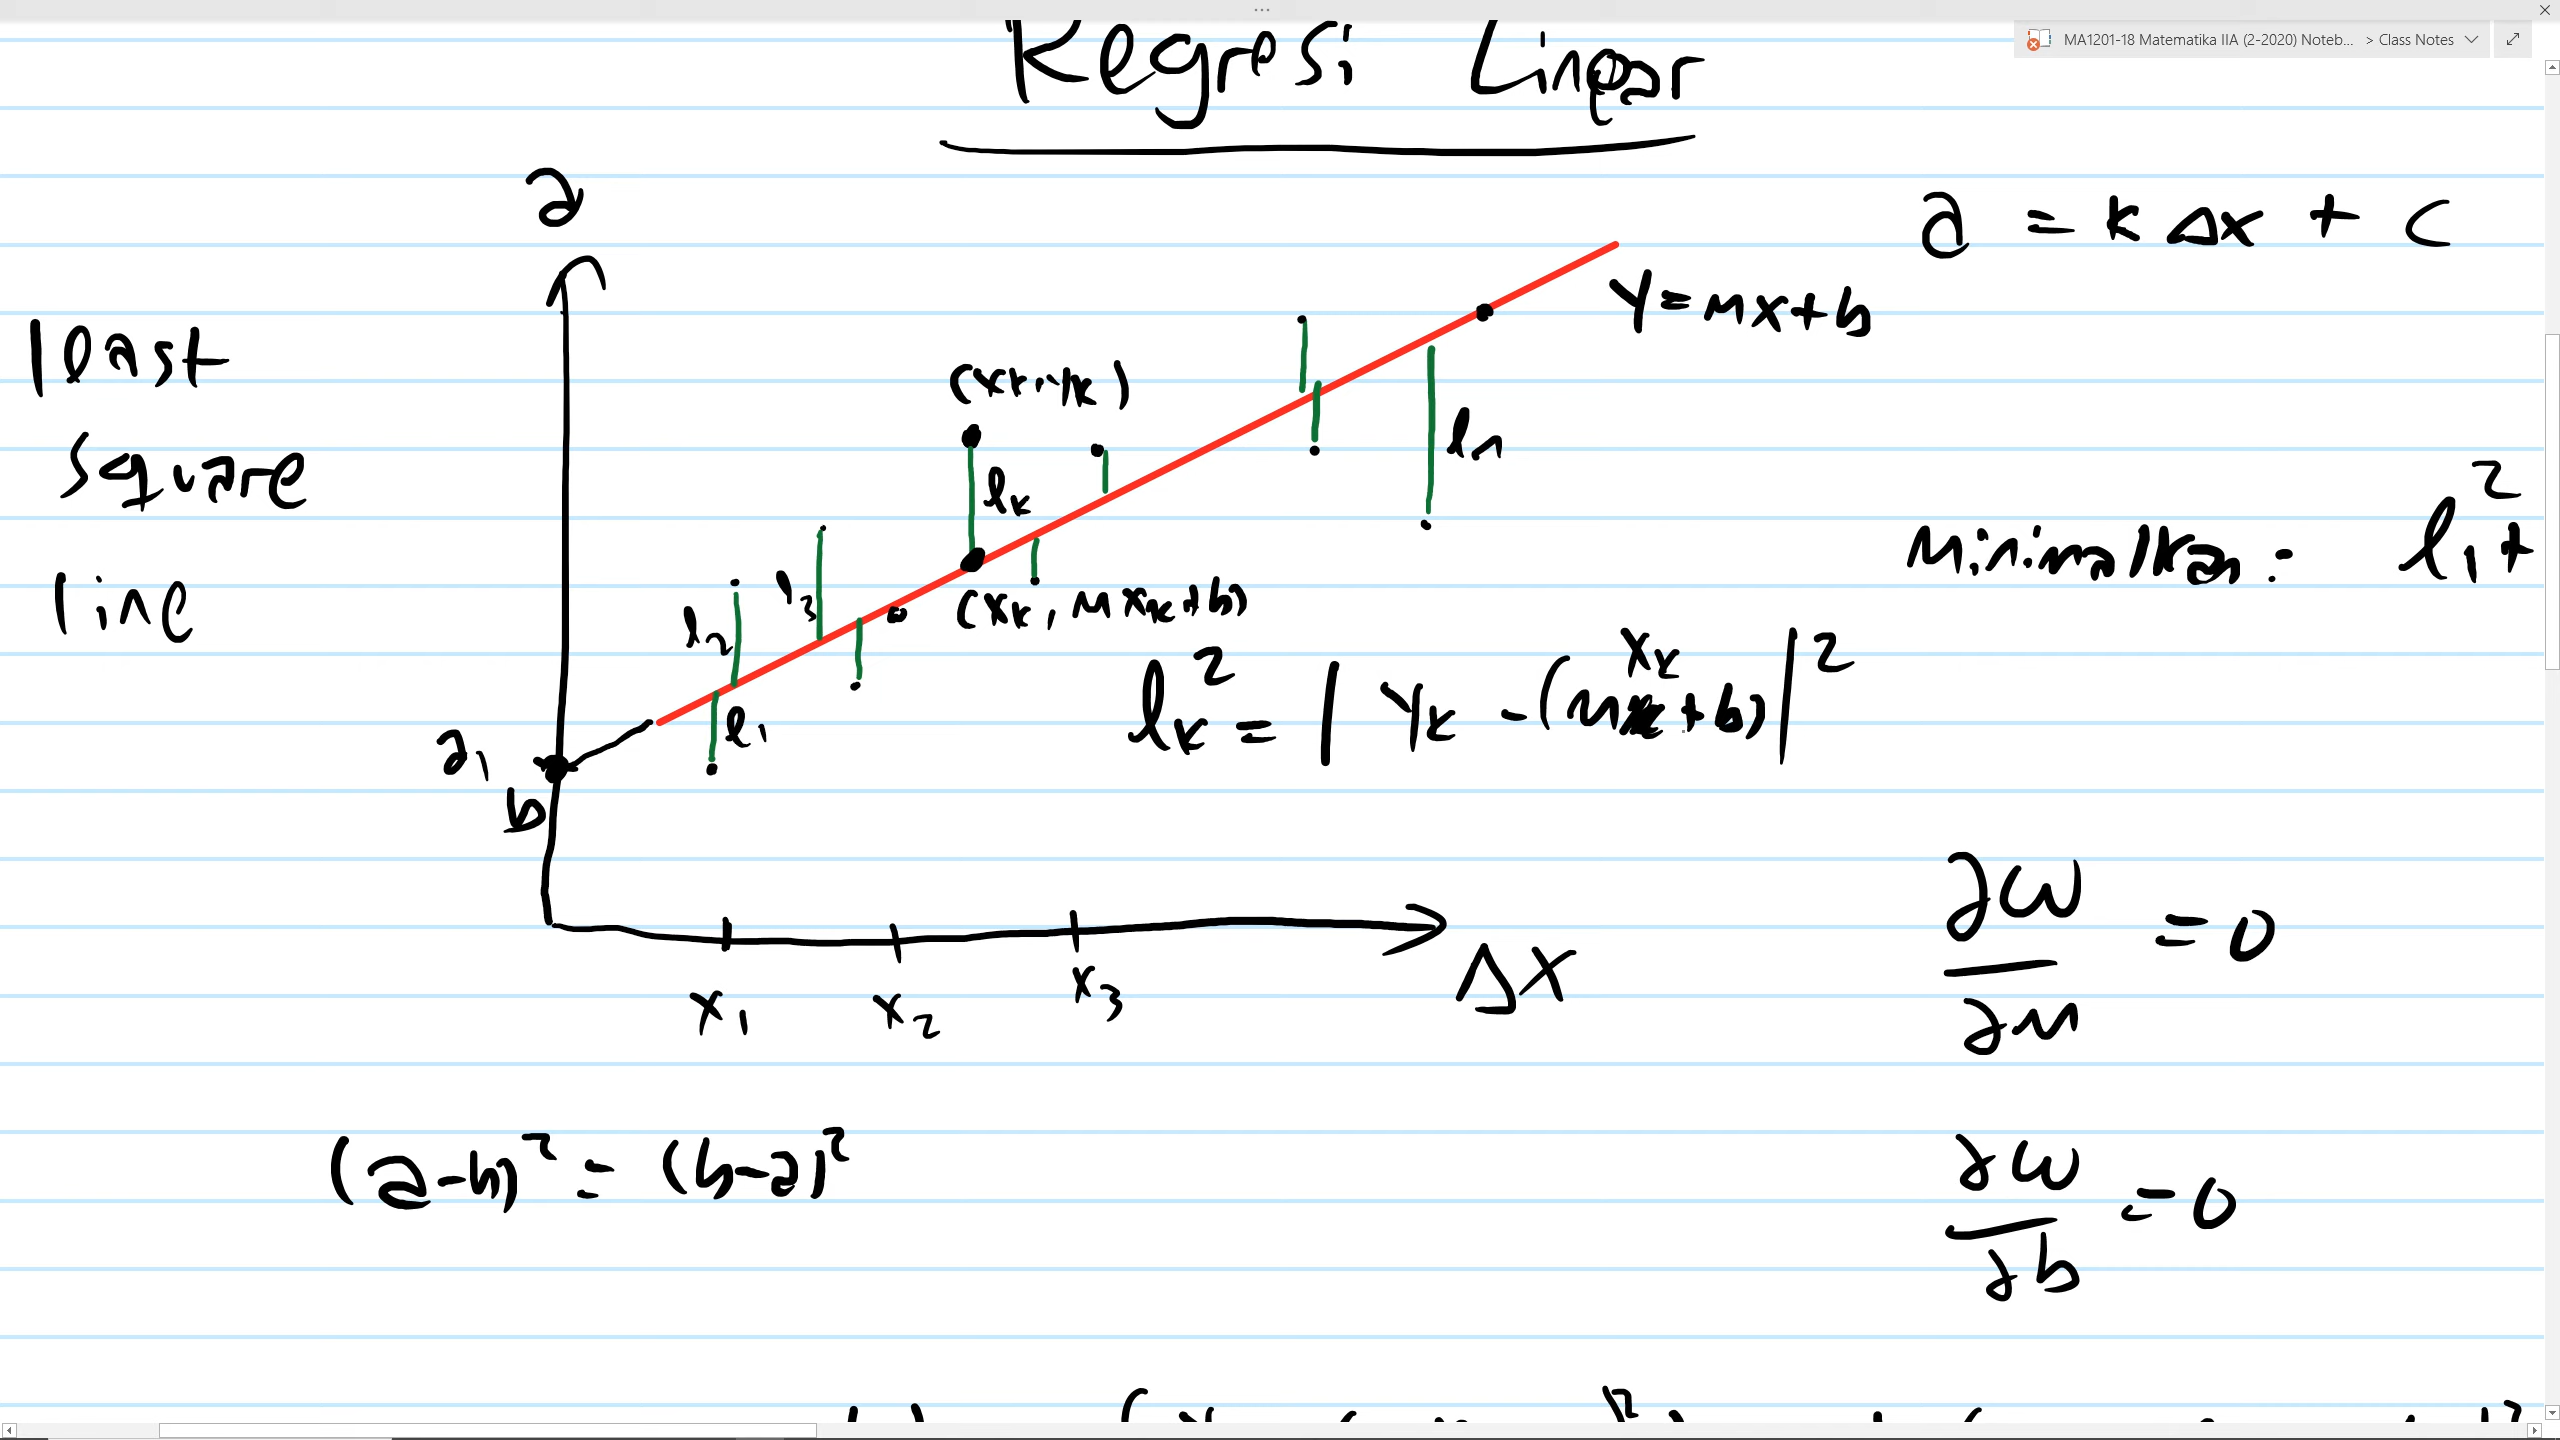 MA1201-18 Matematika IIA (2-2020) Noteb... > Class Notes
Regresi Linear
a
a = k Δx + c
y = mx+b
least
square
line
(xk, yk)
lk
ln
l2
l3
l1
(xk, mxk+b)
Minimalkan : l1² +
lk² = | yk - (mxk+b) |²
a1
b
x1 x2 x3
Δx
∂w/∂m = 0
(a-b)² = (b-a)²
∂w/∂b = 0